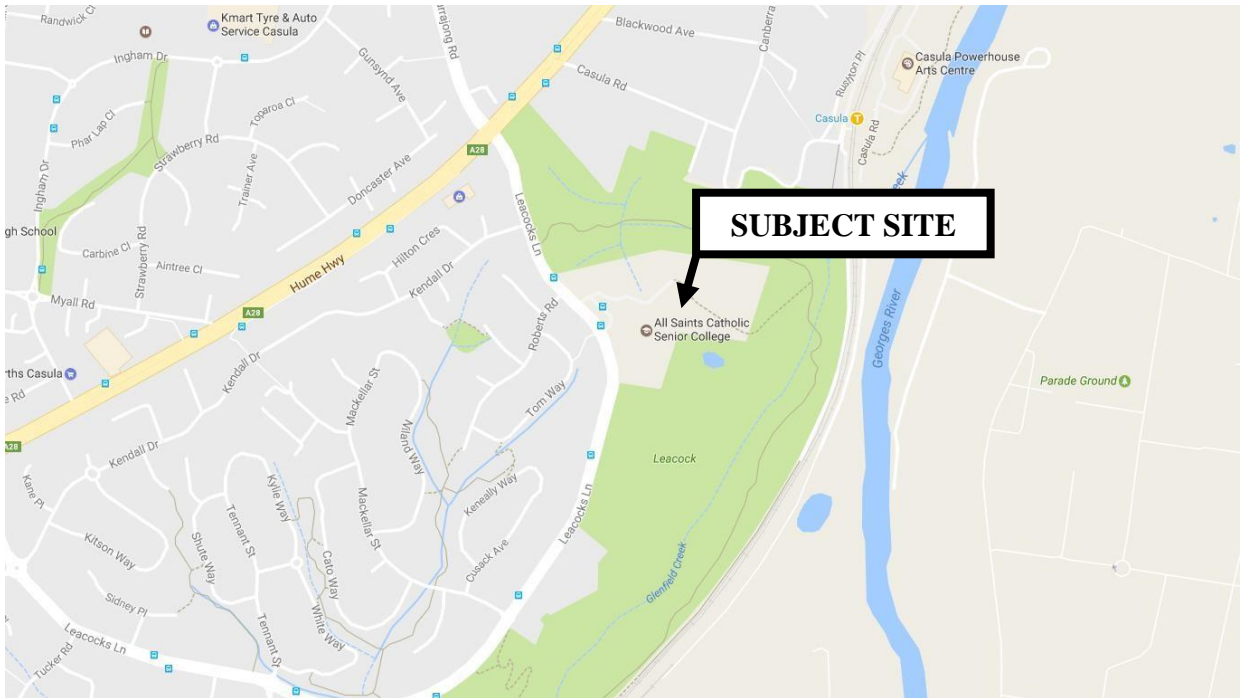 Randwick Cl
Kmart Tyre & Auto
Service Casula
Ingham Dr
Gunsynd Ave
Blackwood Ave
Canberra
Casula Rd
Casula Powerhouse
Arts Centre
Toparoa Cl
Phar Lap Cl
Strawberry Rd
Casula
T
Casula Rd
A28
Trainer Ave
Doncaster Ave
Ingham Dr
Leacocks Ln
SUBJECT SITE
gh School
Carbine Cl
Strawberry Rd
Aintree Cl
Hilton Cres
Hume Hwy
Kendall Dr
Myall Rd
A28
Roberts Rd
All Saints Catholic
Senior College
Georges River
Kendall Dr
Parade Ground
rths Casula
Mackellar St
Tom Way
A28
Kendall Dr
Leacock
Kane Pl
Kylie Way
Keneally Way
Mackellar St
Tennant St
Leacocks Ln
Kitson Way
Shute Way
Cato Way
Cusack Ave
Glenfield Creek
Sidney Pl
White Way
Leacocks Ln
Tennant St
Tucker Rd